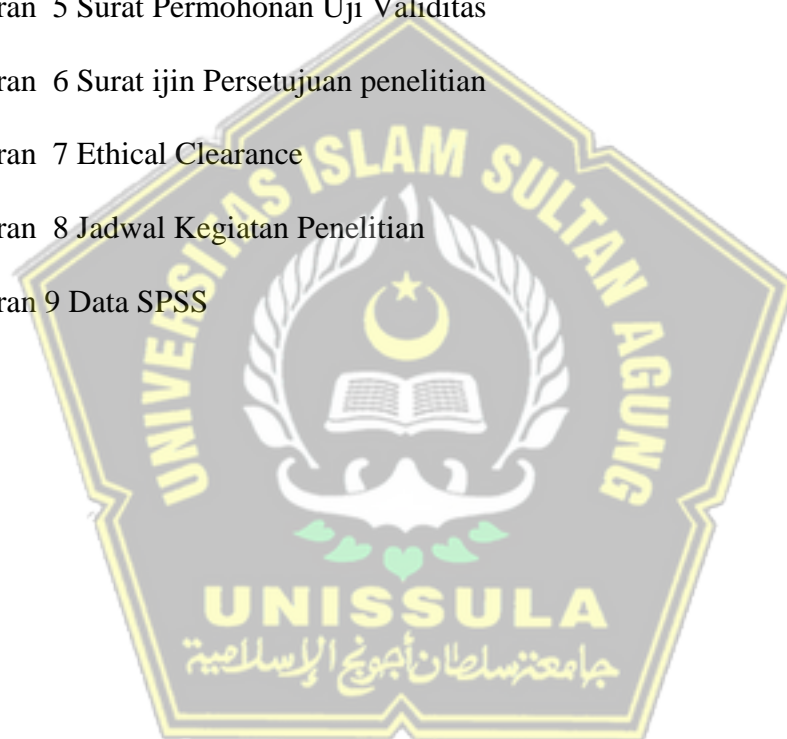 ran 5 Surat Permohonan Uji Validitas
ran 6 Surat ijin Persetujuan penelitian
ran 7 Ethical Clearance
ran 8 Jadwal Kegiatan Penelitian
ran 9 Data SPSS
UNIVERSITAS ISLAM SULTAN AGUNG
UNISSULA
جامعنرسلطان أجونج الإسلامية